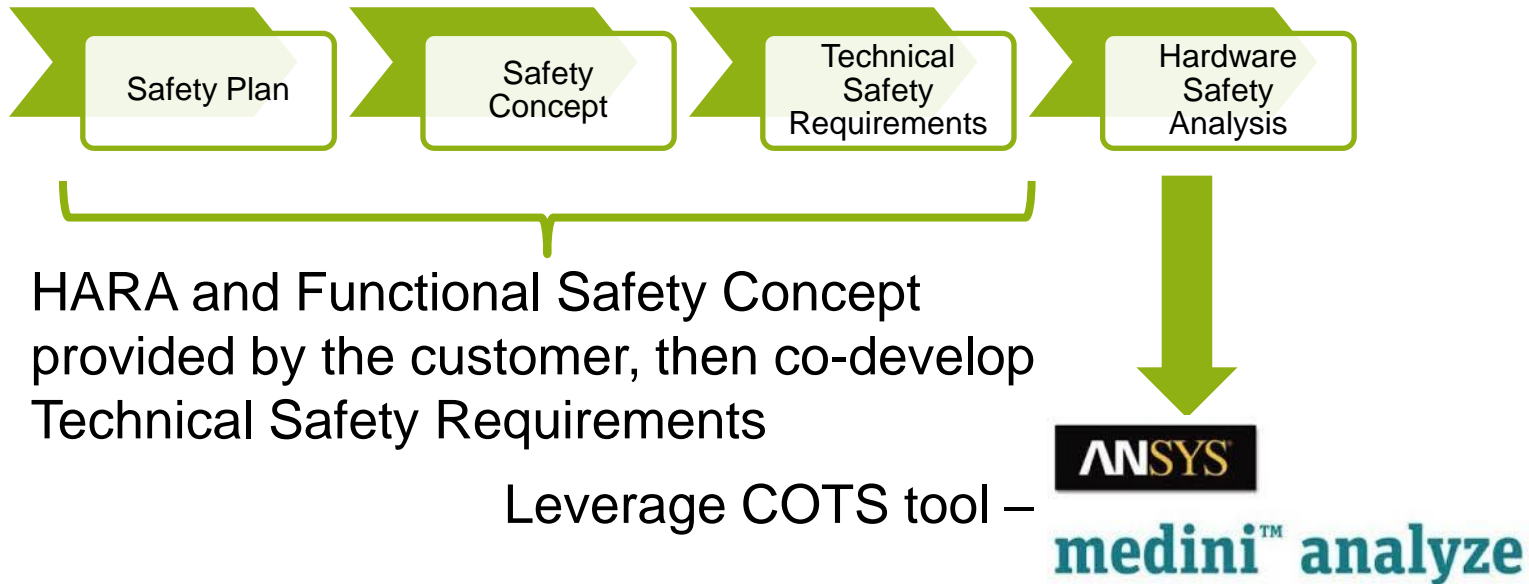 Safety Plan
Safety
Concept
Technical
Safety
Requirements
Hardware
Safety
Analysis
HARA and Functional Safety Concept
provided by the customer, then co-develop
Technical Safety Requirements
ANSYS
Leverage COTS tool –
medini™ analyze